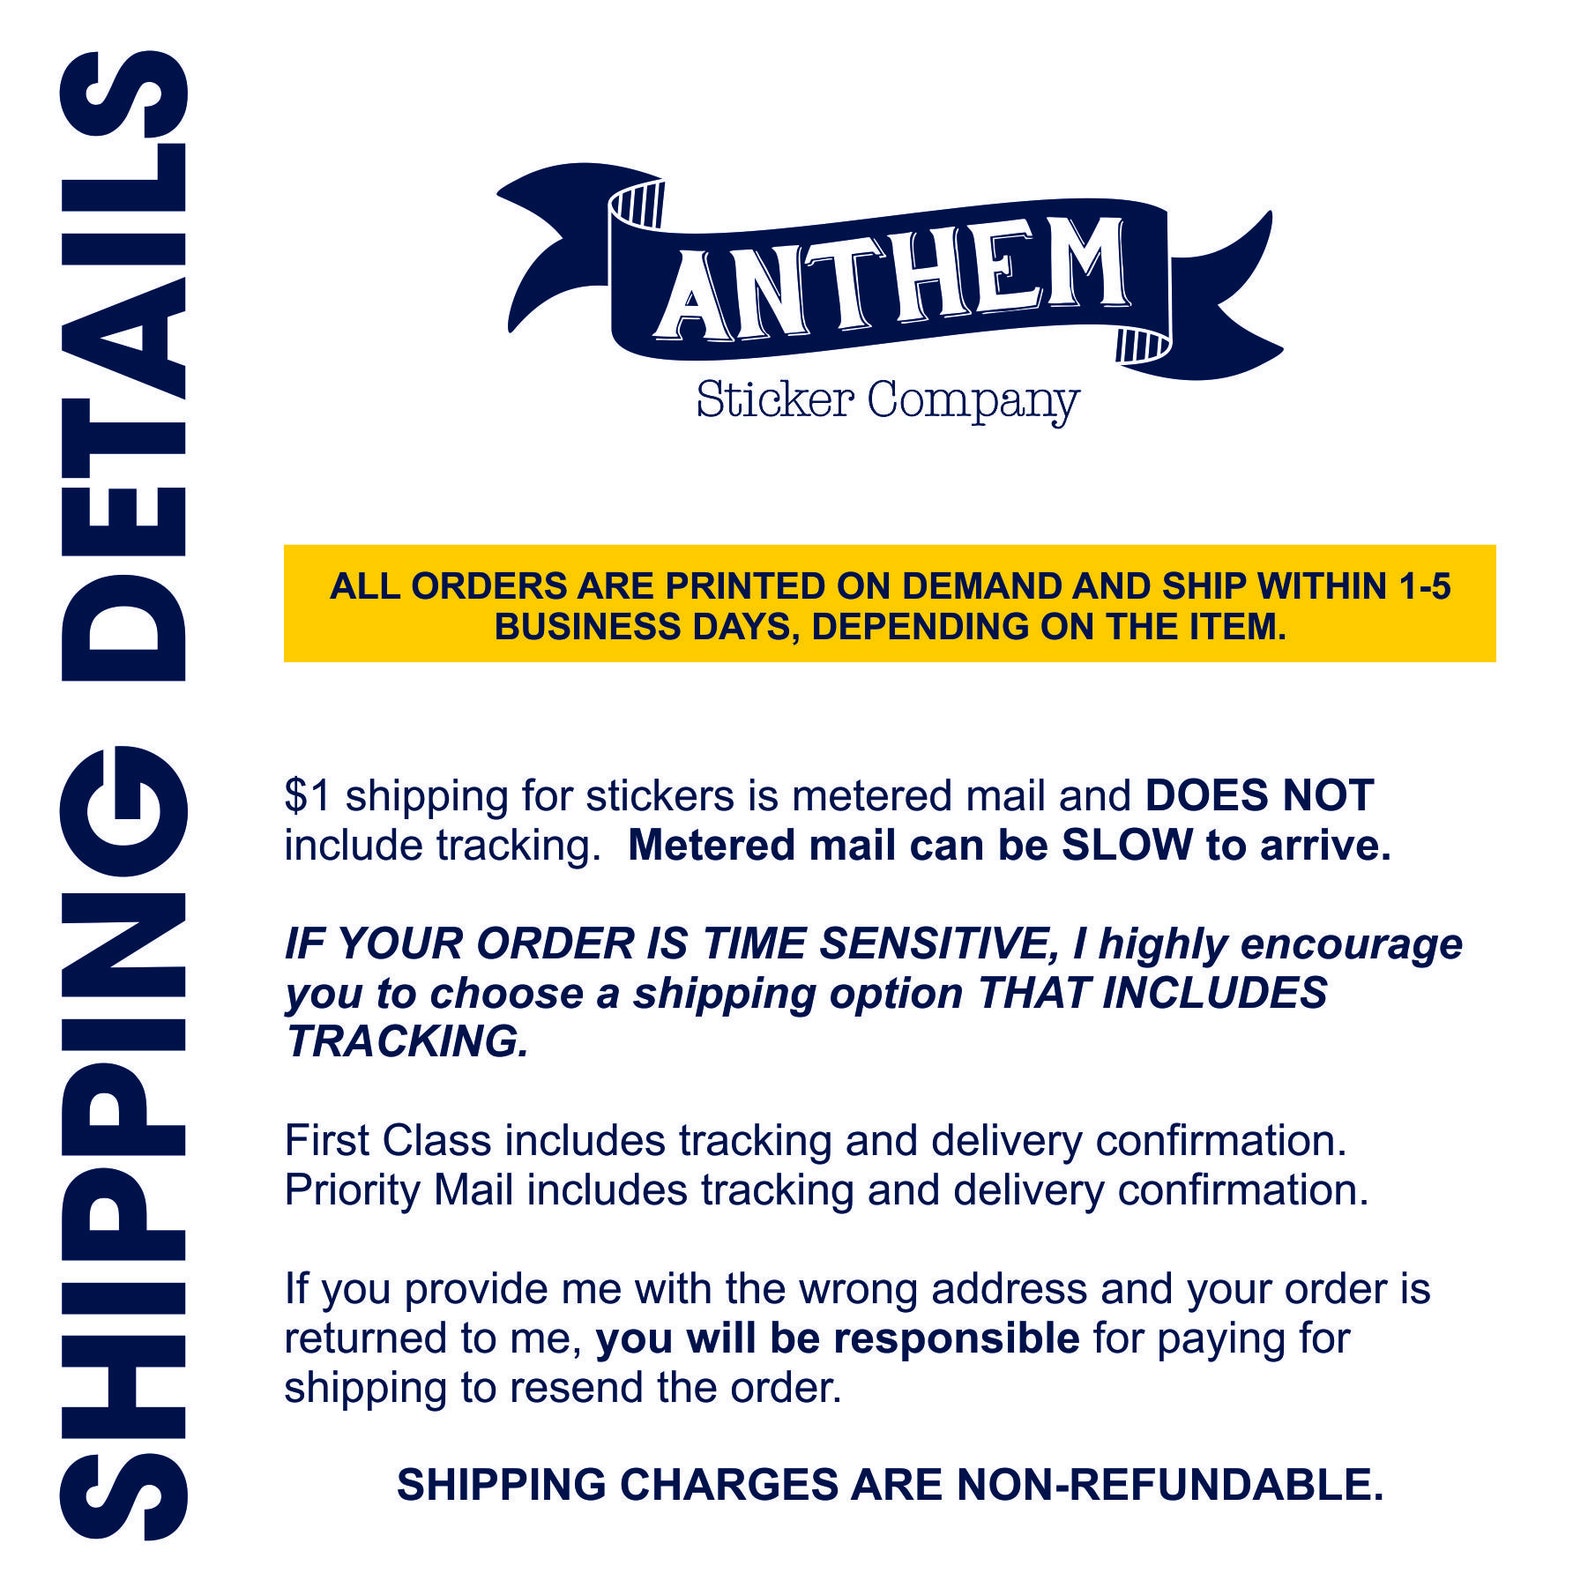 SHIPPING DETAILS
ANTHEM
Sticker Company
ALL ORDERS ARE PRINTED ON DEMAND AND SHIP WITHIN 1-5
BUSINESS DAYS, DEPENDING ON THE ITEM.
$1 shipping for stickers is metered mail and DOES NOT
include tracking.  Metered mail can be SLOW to arrive.
IF YOUR ORDER IS TIME SENSITIVE, I highly encourage
you to choose a shipping option THAT INCLUDES
TRACKING.
First Class includes tracking and delivery confirmation.
Priority Mail includes tracking and delivery confirmation.
If you provide me with the wrong address and your order is
returned to me, you will be responsible for paying for
shipping to resend the order.
SHIPPING CHARGES ARE NON-REFUNDABLE.